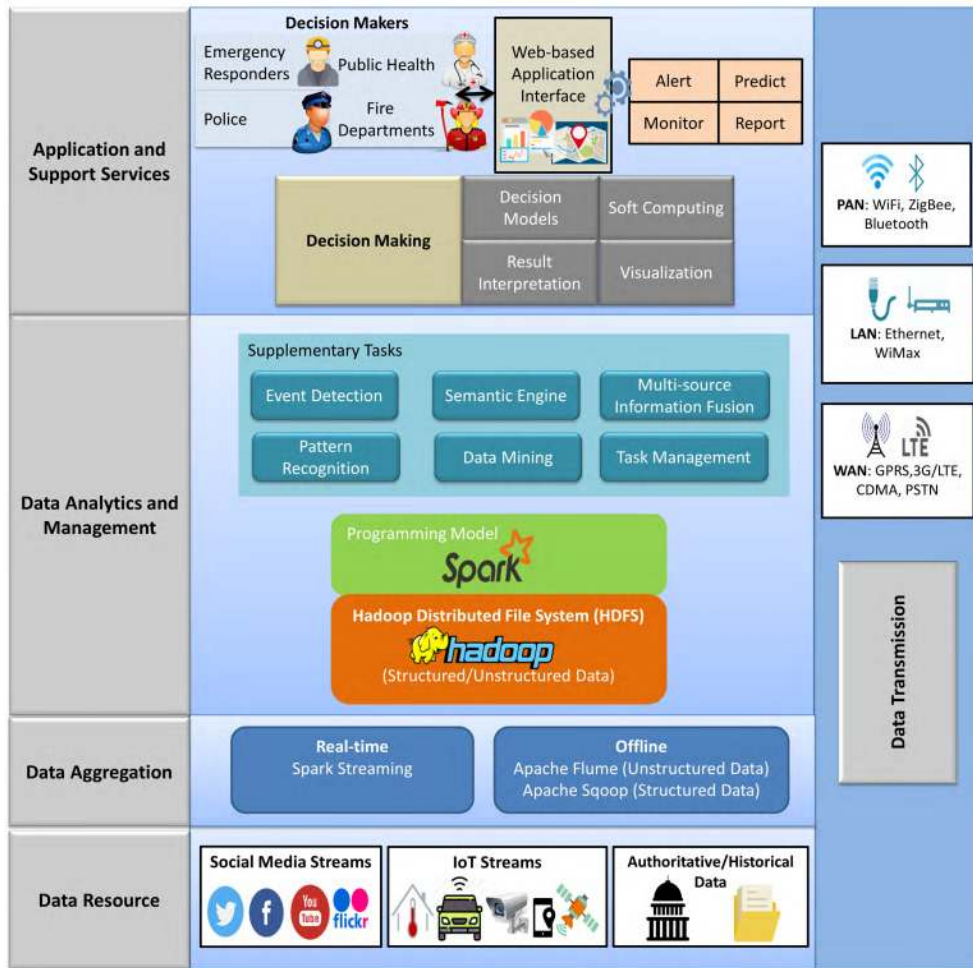 Application and
Support Services
Decision Makers
Emergency
Responders
Public Health
Police
Fire
Departments
Web-based
Application
Interface
Alert
Predict
Monitor
Report
Decision Making
Decision
Models
Soft Computing
Result
Interpretation
Visualization
Data Analytics and
Management
Supplementary Tasks
Event Detection
Semantic Engine
Multi-source
Information Fusion
Pattern
Recognition
Data Mining
Task Management
Programming Model
Spark
Hadoop Distributed File System (HDFS)
hadoop
(Structured/Unstructured Data)
Data Aggregation
Real-time
Spark Streaming
Offline
Apache Flume (Unstructured Data)
Apache Sqoop (Structured Data)
Data Resource
Social Media Streams
You
Tube
flickr
IoT Streams
Authoritative/Historical
Data
PAN: WiFi, ZigBee,
Bluetooth
LAN: Ethernet,
WiMax
LTE
WAN: GPRS,3G/LTE,
CDMA, PSTN
Data Transmission